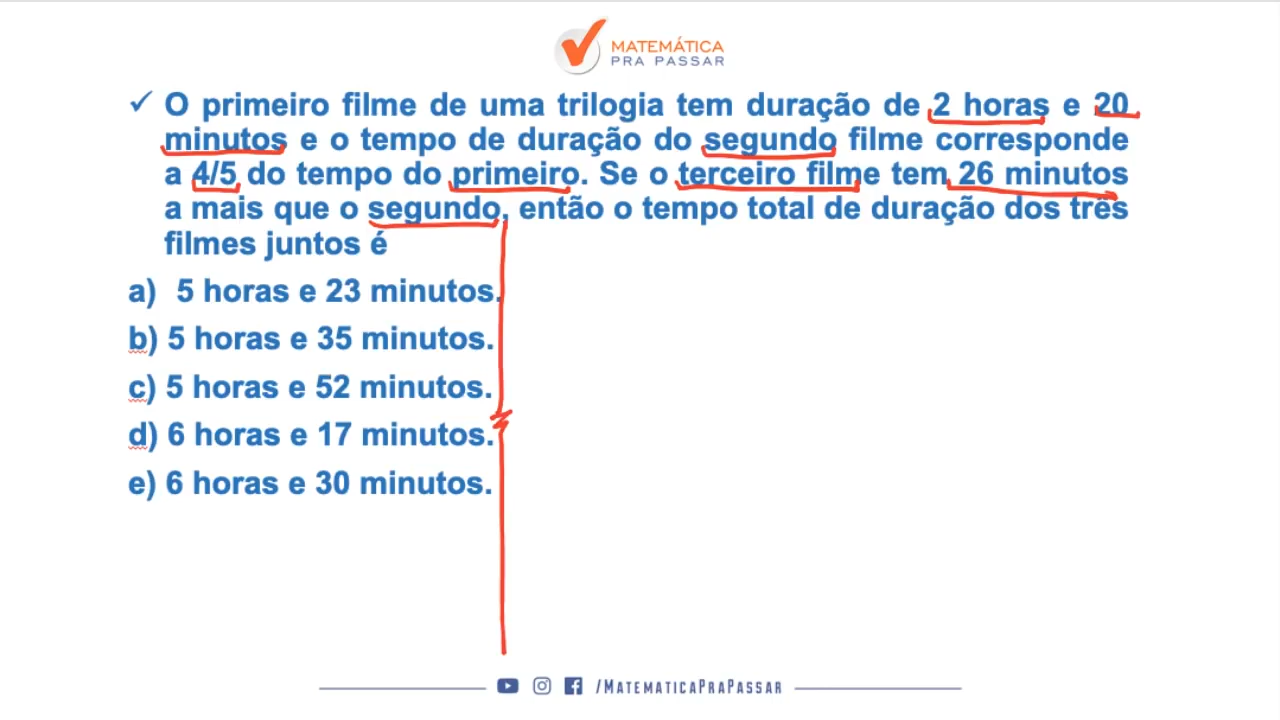 MATEMÁTICA
PRA PASSAR
✓ O primeiro filme de uma trilogia tem duração de 2 horas e 20
minutos e o tempo de duração do segundo filme corresponde
a 4/5 do tempo do primeiro. Se o terceiro filme tem 26 minutos
a mais que o segundo, então o tempo total de duração dos três
filmes juntos é
a) 5 horas e 23 minutos.
b) 5 horas e 35 minutos.
c) 5 horas e 52 minutos.
d) 6 horas e 17 minutos.
e) 6 horas e 30 minutos.
/MATEMATICAPRAPASSAR